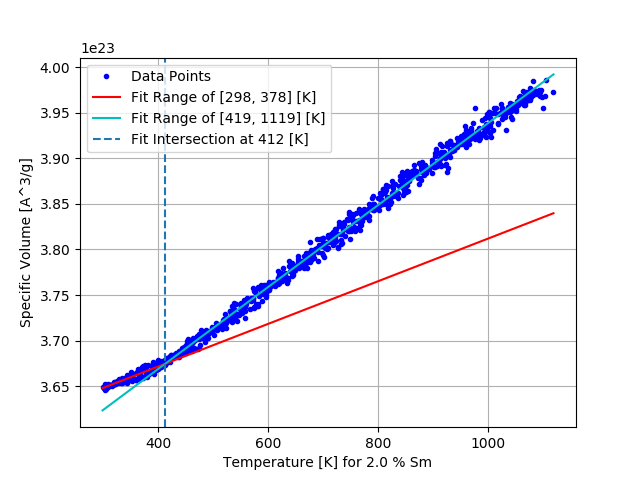 1e23
4.00
3.95
3.90
3.85
3.80
3.75
3.70
3.65
Specific Volume [A^3/g]
Data Points
Fit Range of [298, 378] [K]
Fit Range of [419, 1119] [K]
Fit Intersection at 412 [K]
400 600 800 1000
Temperature [K] for 2.0 % Sm